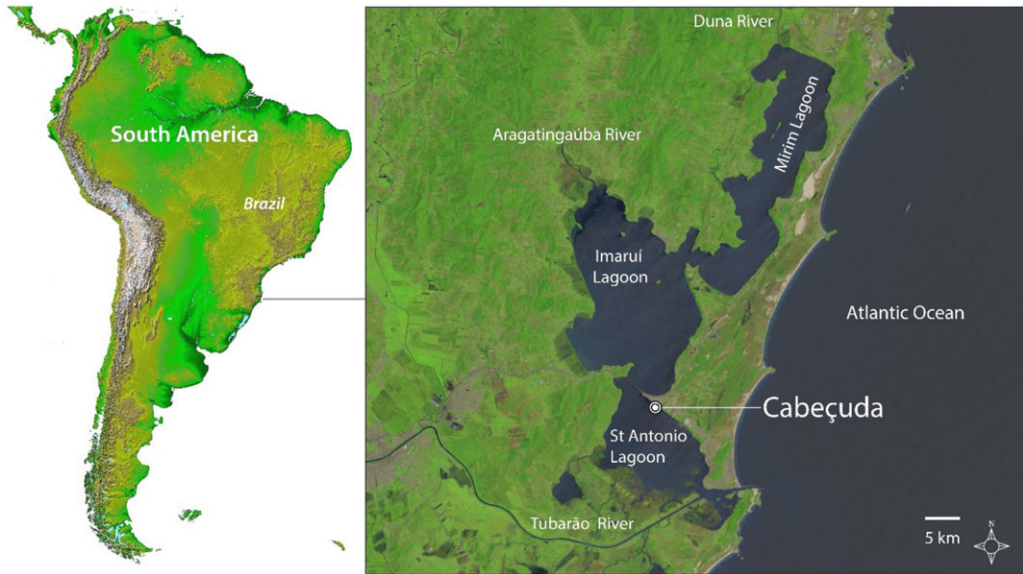 South America
Brazil
Duna River
Mirim Lagoon
Aragatingaúba River
Imaruí
Lagoon
Atlantic Ocean
Cabeçuda
St Antonio
Lagoon
Tubarão River
5 km
N